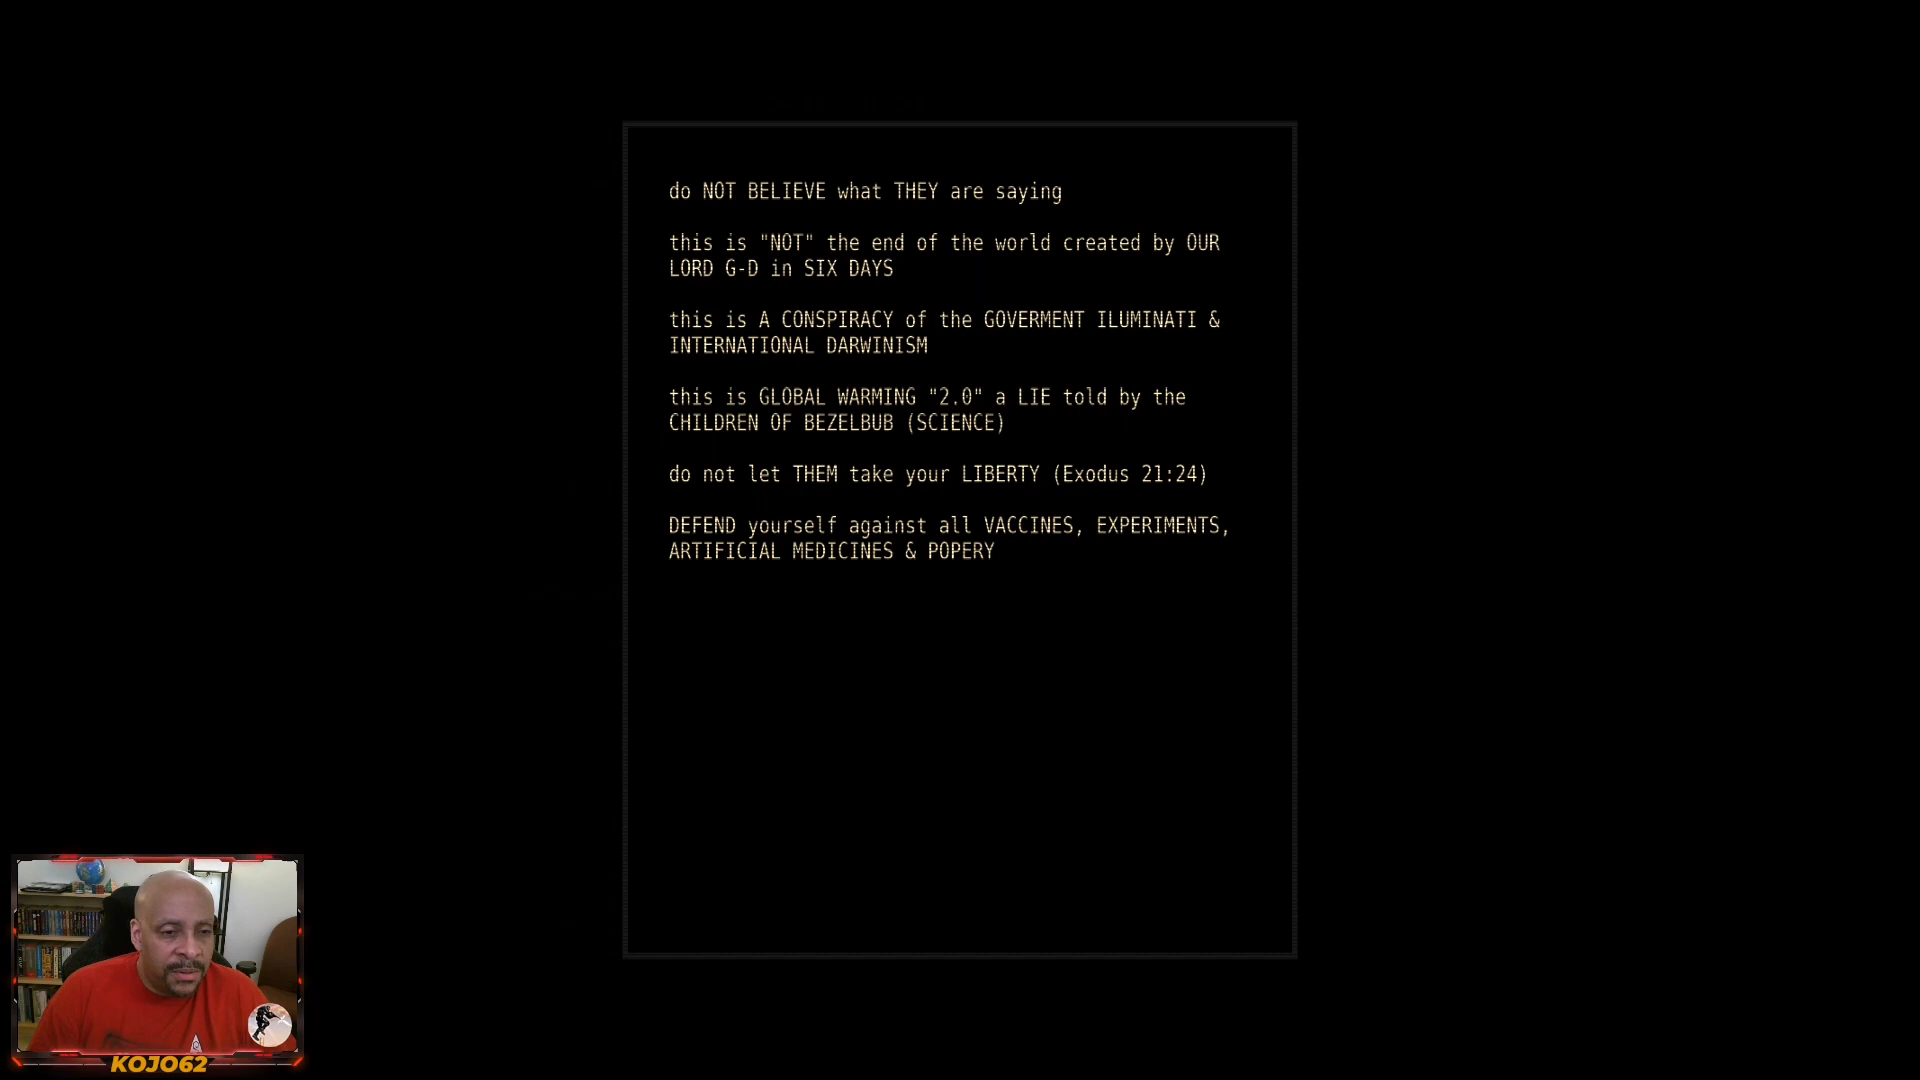 do NOT BELIEVE what THEY are saying
this is "NOT" the end of the world created by OUR
LORD G-D in SIX DAYS
this is A CONSPIRACY of the GOVERMENT ILUMINATI &
INTERNATIONAL DARWINISM
this is GLOBAL WARMING "2.0" a LIE told by the
CHILDREN OF BEZELBUB (SCIENCE)
do not let THEM take your LIBERTY (Exodus 21:24)
DEFEND yourself against all VACCINES, EXPERIMENTS,
ARTIFICIAL MEDICINES & POPERY
KOJO62